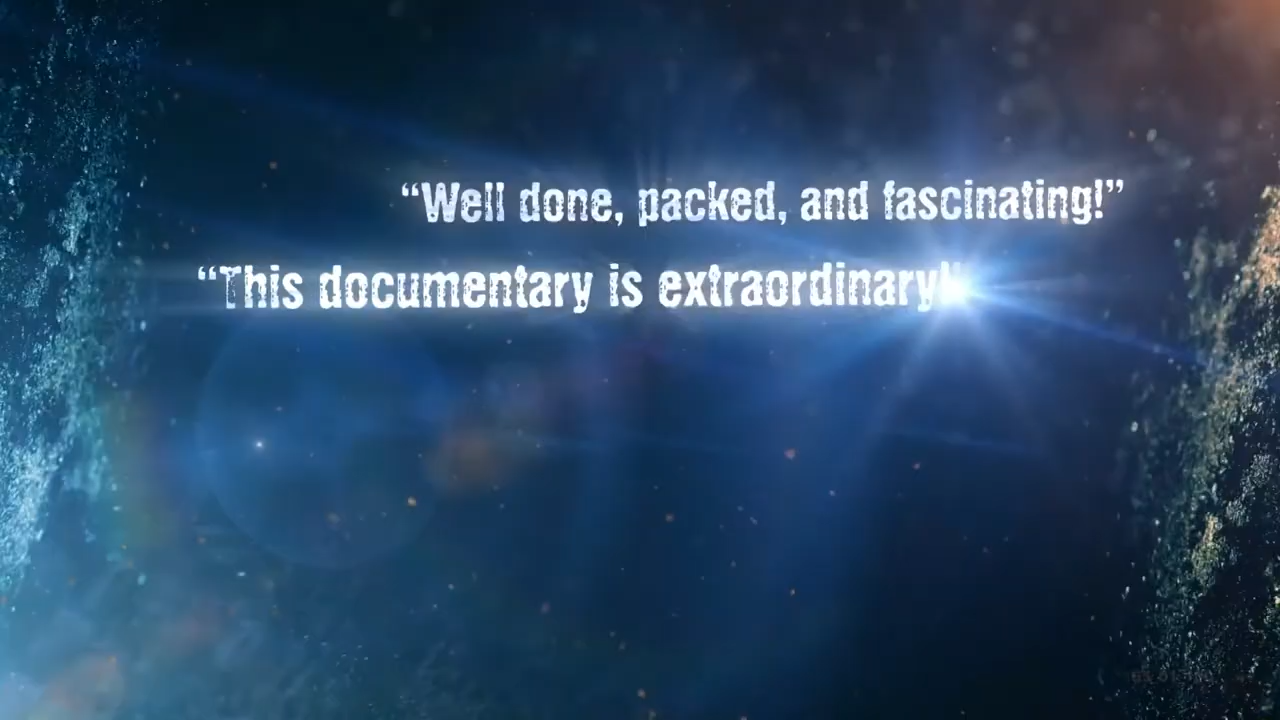 “Well done, packed, and fascinating!”
“This documentary is extraordinary!”